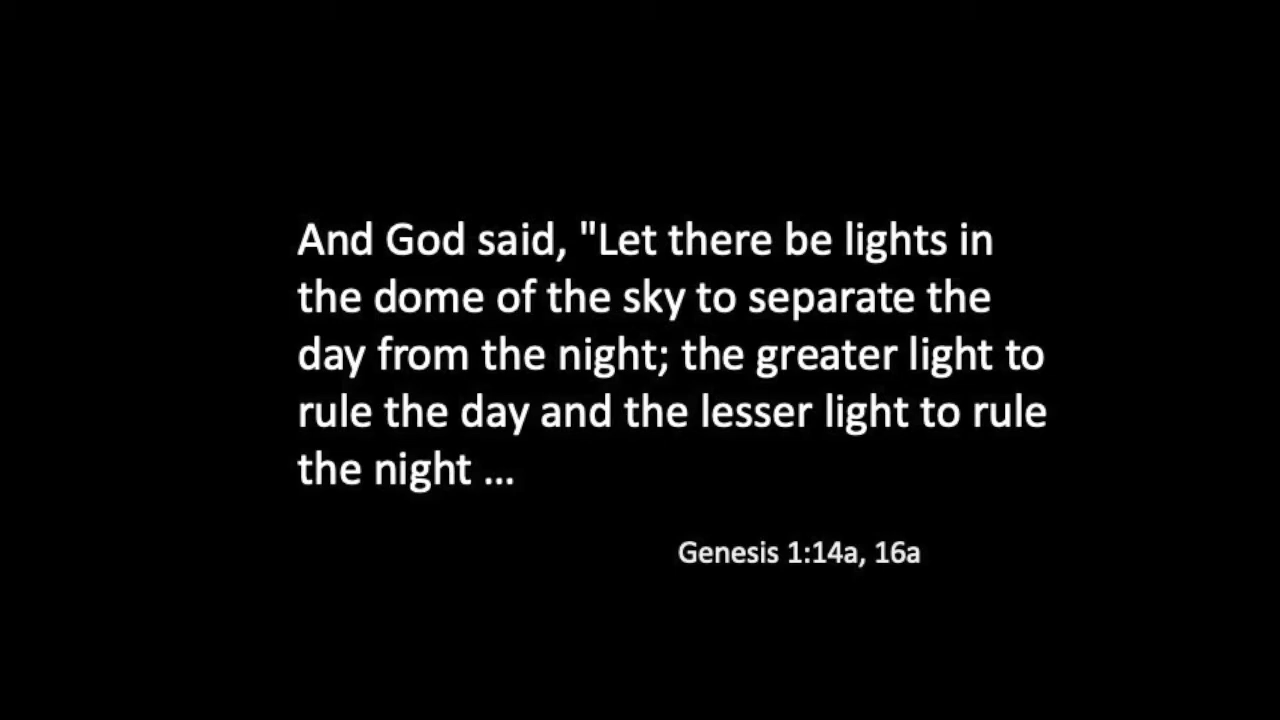 And God said, "Let there be lights in
the dome of the sky to separate the
day from the night; the greater light to
rule the day and the lesser light to rule
the night ...
Genesis 1:14a, 16a